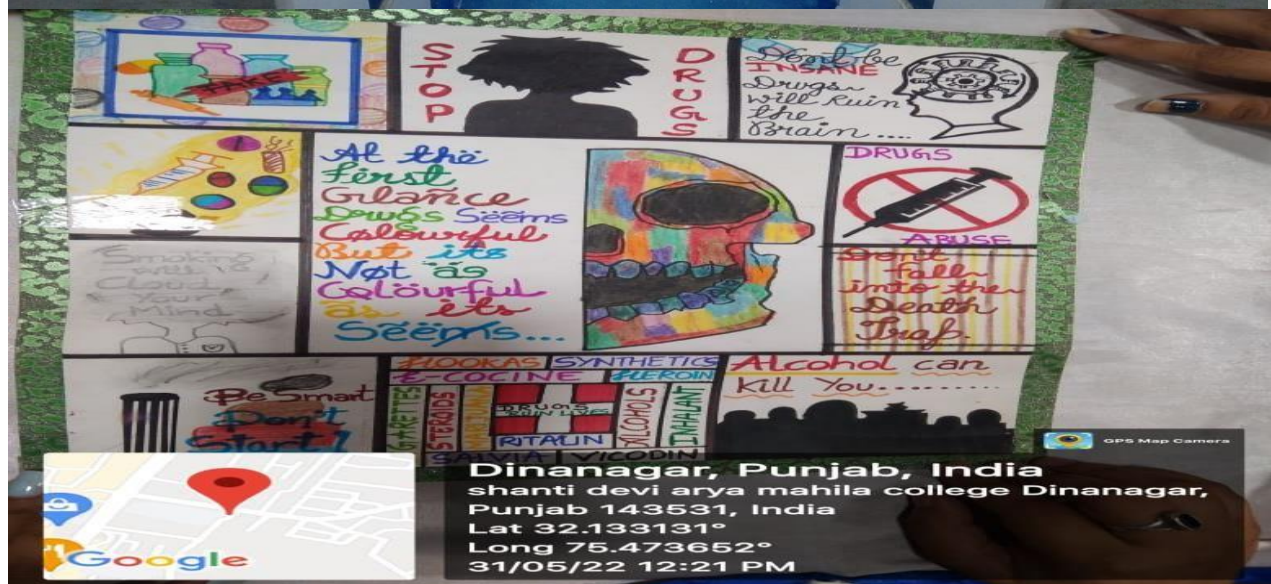 STOP
DRUGS
Don't be
INSANE
Drugs
Will Ruin
the
Brain....
At the
first
Glance
Drugs Seems
Colourful
But its
Not as
Colourful
as its
Seems...
DRUGS
ABUSE
Smoking
will
Cloud
Your
Mind
Don't
fall
into the
Death
Trap.
Be Smart
Don't
Start!
HOOKAS SYNTHETICS
E-COCINE HEROIN
STEROIDS
MARIJUANA
DRUGS
RUIN LIVES
RITALIN
ALCOHOLS
INHALANT
SALVIA VICODIN
Alcohol can
Kill You.........
GPS Map Camera
Google
Dinanagar, Punjab, India
shanti devi arya mahila college Dinanagar,
Punjab 143531, India
Lat 32.133131°
Long 75.473652°
31/05/22 12:21 PM